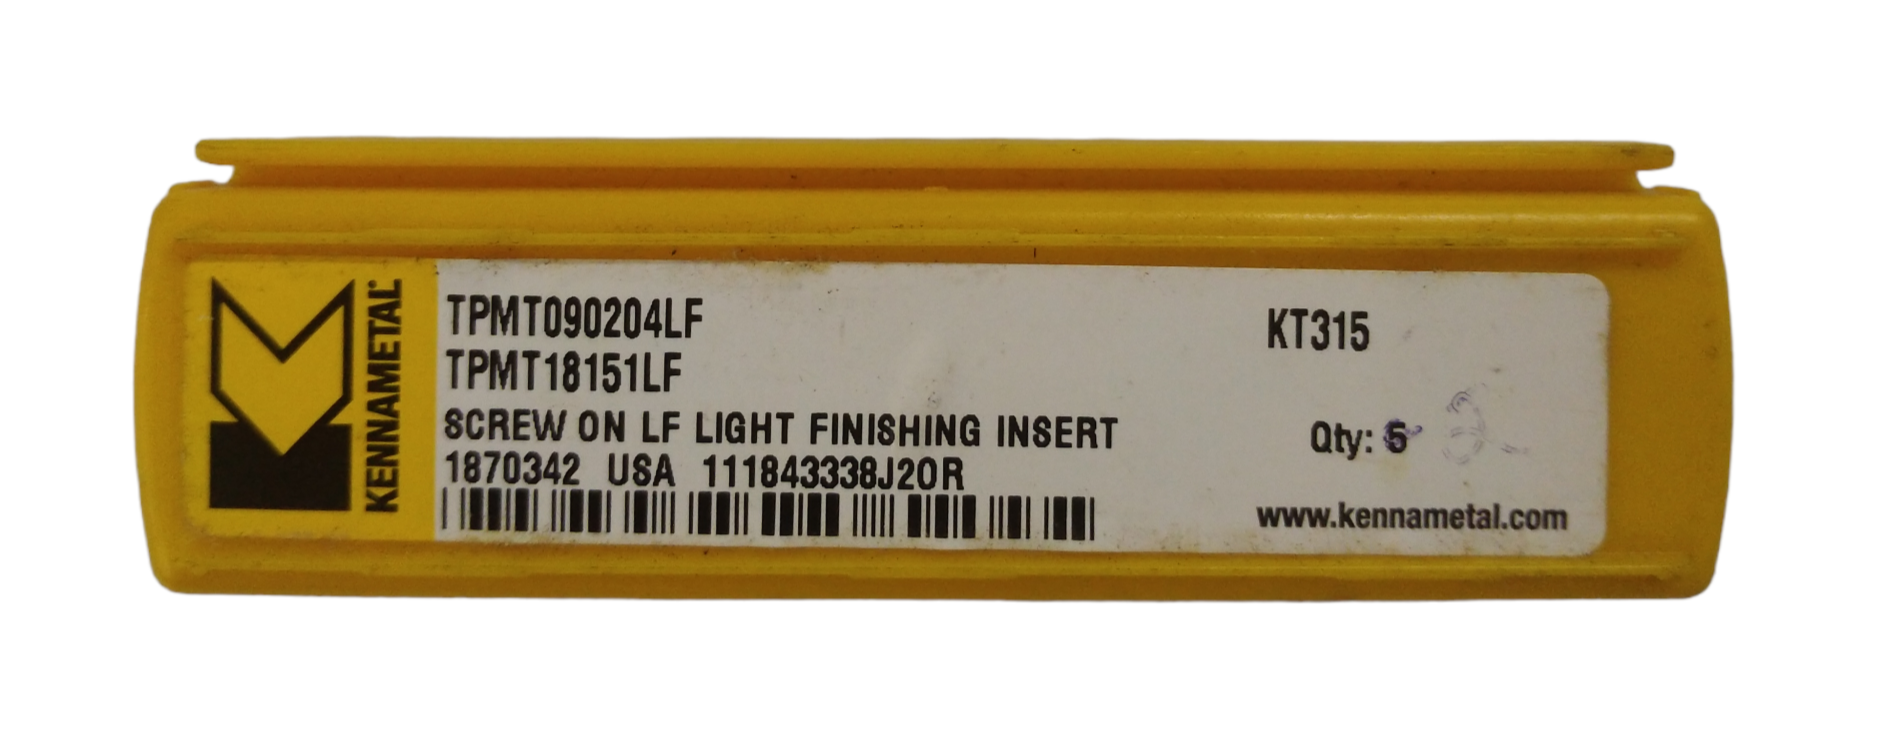 KENNAMETAL®
TPMT090204LF
KT315
TPMT18151LF
SCREW ON LF LIGHT FINISHING INSERT
Qty: 5
1870342 USA 111843338J20R
www.kennametal.com